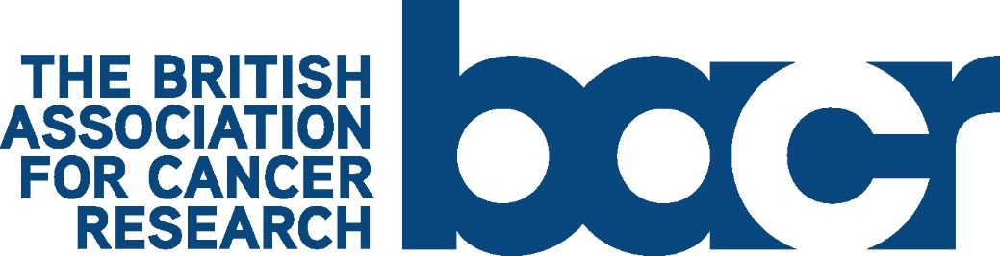 THE BRITISH
ASSOCIATION
FOR CANCER
RESEARCH
bacr